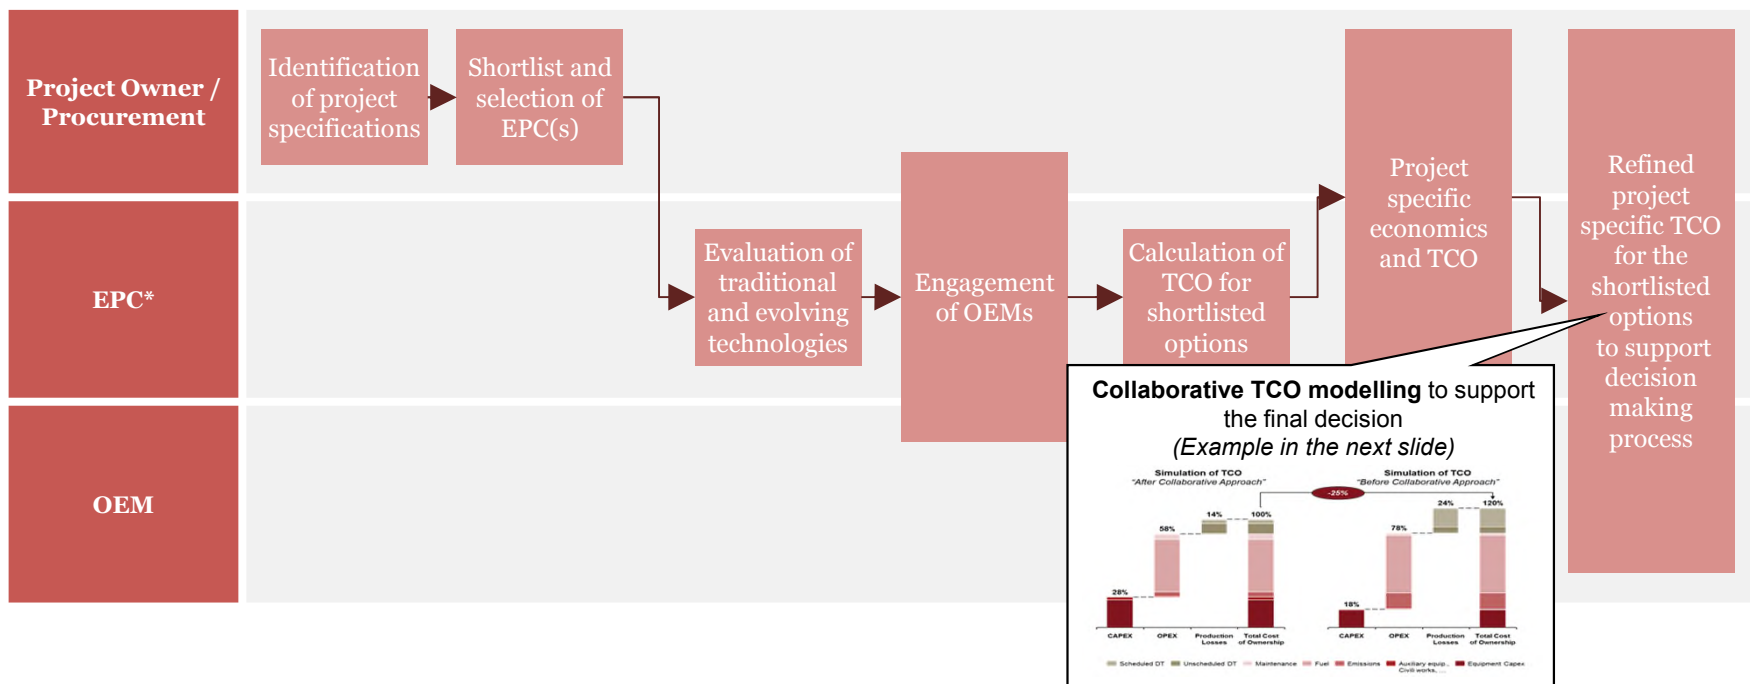 Project Owner /
Procurement
Identification
of project
specifications
Shortlist and
selection of
EPC(s)
Project
specific
economics
and TCO
Refined
project
specific TCO
for the
shortlisted
options
to support
decision
making
process
EPC*
Evaluation of
traditional
and evolving
technologies
Engagement
of OEMs
Calculation of
TCO for
shortlisted
options
OEM
Collaborative TCO modelling to support
the final decision
(Example in the next slide)
Simulation of TCO
"After Collaborative Approach"
Simulation of TCO
"Before Collaborative Approach"
-25%
28%
58%
14%
100%
18%
78%
24%
120%
CAPEX
OPEX
Production
Losses
Total Cost
of Ownership
CAPEX
OPEX
Production
Losses
Total Cost
of Ownership
Scheduled DT
Unscheduled DT
Maintenance
Fuel
Emissions
Auxiliary equip.,
Civil works, ...
Equipment Capex